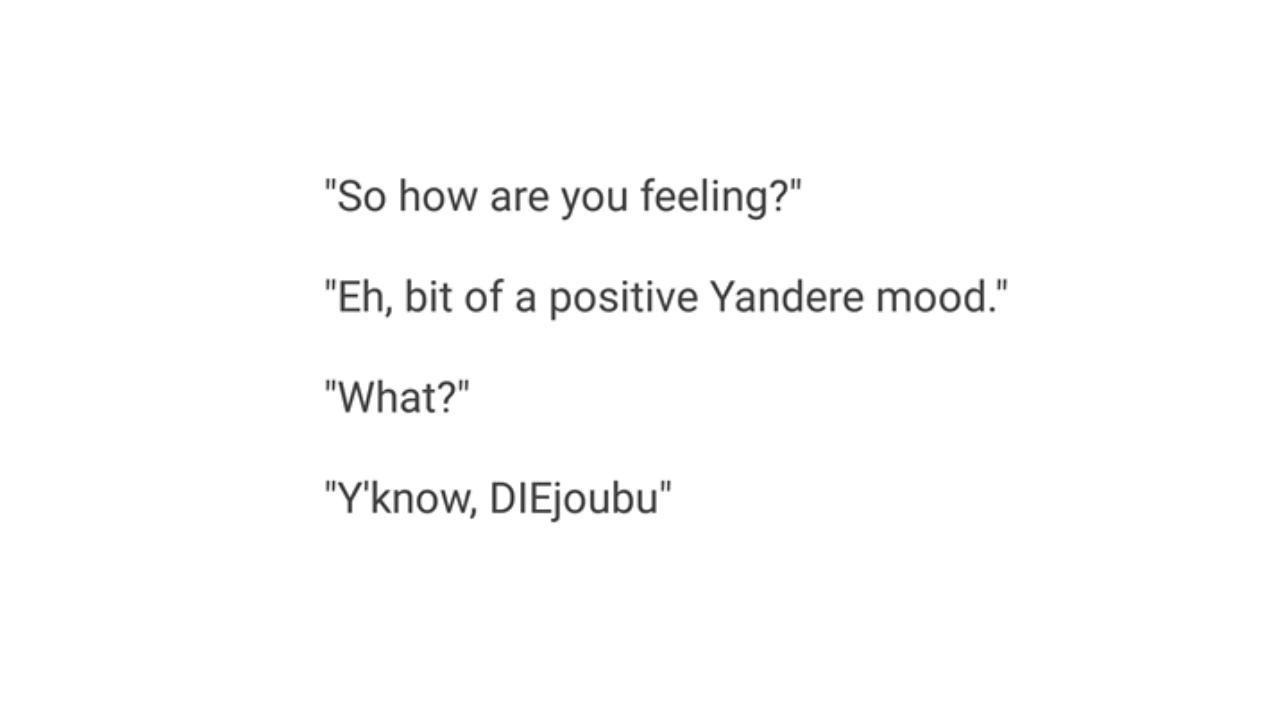 "So how are you feeling?"
"Eh, bit of a positive Yandere mood."
"What?"
"Y'know, DIEjoubu"